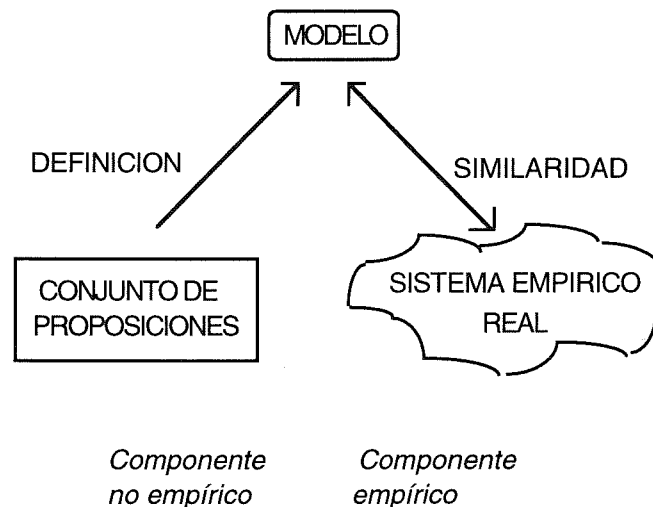 MODELO
DEFINICION
SIMILARIDAD
CONJUNTO DE
PROPOSICIONES
SISTEMA EMPIRICO
REAL
Componente
no empírico
Componente
empírico